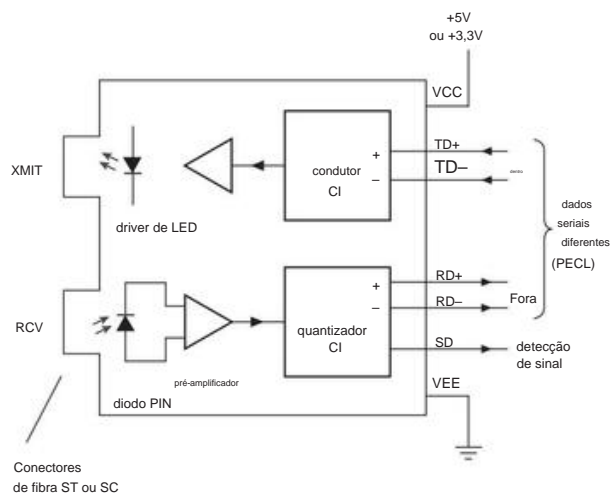 +5V
ou +3,3V
VCC
XMIT
TD+
TD–
condutor
CI
+
–
driver de LED
dados
seriais
diferentes
(PECL)
RCV
RD+
RD–
Fora
+
–
quantizador
CI
SD
detecção
de sinal
pré-amplificador
VEE
diodo PIN
Conectores
de fibra ST ou SC